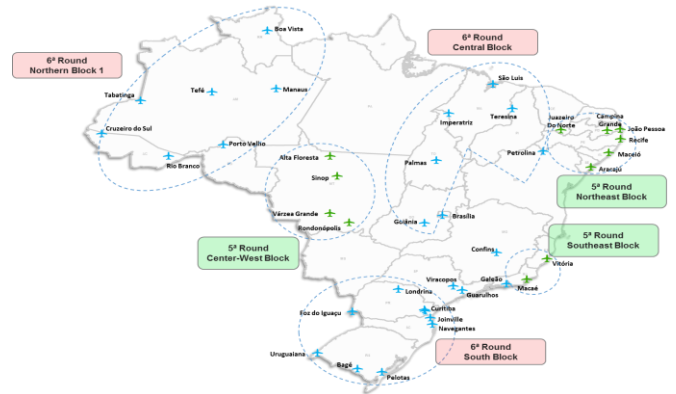 Boa Vista
6ª Round
Northern Block 1
6ª Round
Central Block
São Luis
Tabatinga
Tefé
Manaus
Imperatriz
Teresina
Juazeiro
Do Norte
Campina
Grande
João Pessoa
Recife
Cruzeiro do Sul
Porto Velho
Rio Branco
Alta Floresta
Palmas
Petrolina
Maceió
Aracaju
Sinop
5ª Round
Northeast Block
Várzea Grande
Rondonópolis
Goiânia
Brasília
5ª Round
Center-West Block
5ª Round
Southeast Block
Confins
Vitória
Viracopos
Galeão
Macaé
Londrina
Guarulhos
Foz do Iguaçu
Curitiba
Joinville
Navegantes
6ª Round
South Block
Uruguaiana
Bagé
Pelotas